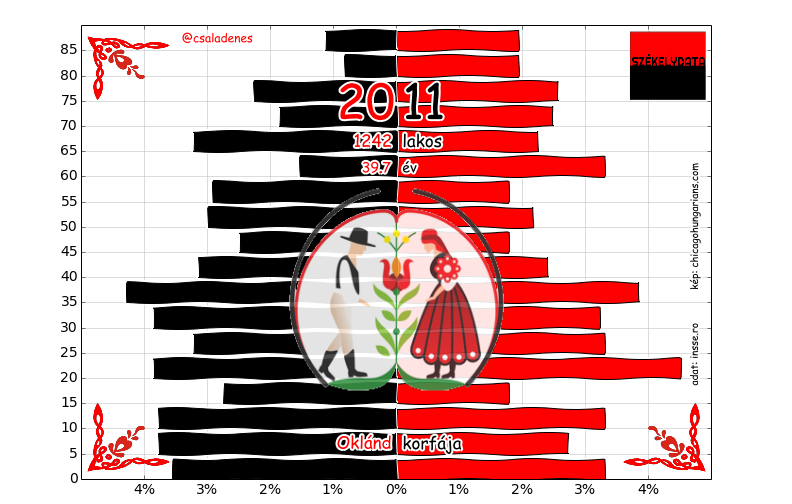 @csaladenes
SZÉKELYDATA
2011
1242 lakos
39.7 év
kép: chicagohungarians.com
adat: insse.ro
Oklánd korfája
85
80
75
70
65
60
55
50
45
40
35
30
25
20
15
10
5
0
4% 3% 2% 1% 0% 1% 2% 3% 4%